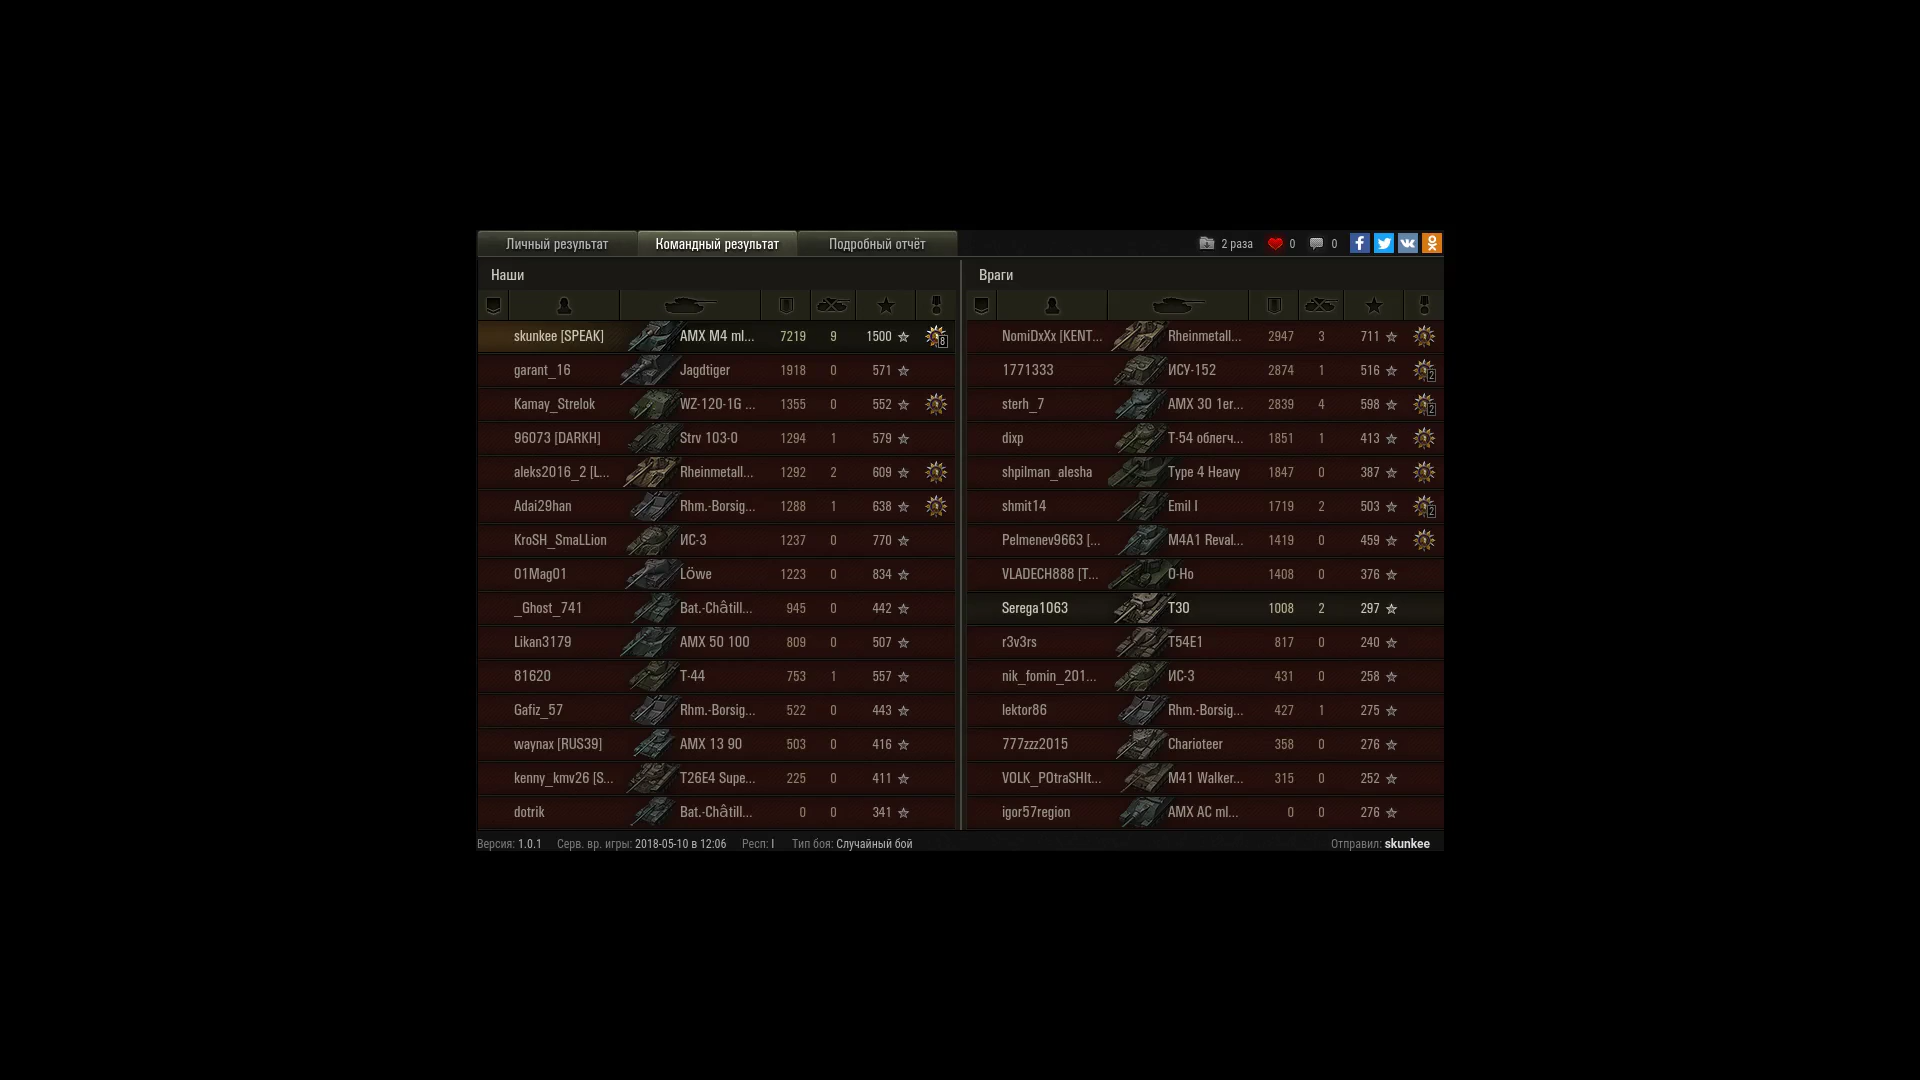 Личный результат Командный результат Подробный отчёт 2 раза 0 0
Наши Враги
skunkee [SPEAK] AMX M4 ml... 7219 9 1500 8 NomiDxXx [KENT... Rheinmetall... 2947 3 711
garant_16 Jagdtiger 1918 0 571 1771333 ИСУ-152 2874 1 516 2
Kamay_Strelok WZ-120-1G ... 1355 0 552 sterh_7 AMX 30 1er... 2839 4 598 2
96073 [DARKH] Strv 103-0 1294 1 579 dixp Т-54 облегч... 1851 1 413
aleks2016_2 [L... Rheinmetall... 1292 2 609 shpilman_alesha Type 4 Heavy 1847 0 387
Adai29han Rhm.-Borsig... 1288 1 638 shmit14 Emil I 1719 2 503 2
KroSH_SmaLLion ИС-3 1237 0 770 Pelmenev9663 [... M4A1 Reval... 1419 0 459
01Mag01 Löwe 1223 0 834 VLADECH888 [T... O-Ho 1408 0 376
_Ghost_741 Bat.-Châtill... 945 0 442 Serega1063 T30 1008 2 297
Likan3179 AMX 50 100 809 0 507 r3v3rs T54E1 817 0 240
81620 Т-44 753 1 557 nik_fomin_201... ИС-3 431 0 258
Gafiz_57 Rhm.-Borsig... 522 0 443 lektor86 Rhm.-Borsig... 427 1 275
waynax [RUS39] AMX 13 90 503 0 416 777zzz2015 Charioteer 358 0 276
kenny_kmv26 [S... T26E4 Supe... 225 0 411 VOLK_POtraSHIt... M41 Walker... 315 0 252
dotrik Bat.-Châtill... 0 0 341 igor57region AMX AC ml... 0 0 276
Версия: 1.0.1 Серв. вр. игры: 2018-05-10 в 12:06 Респ: I Тип боя: Случайный бой Отправил: skunkee